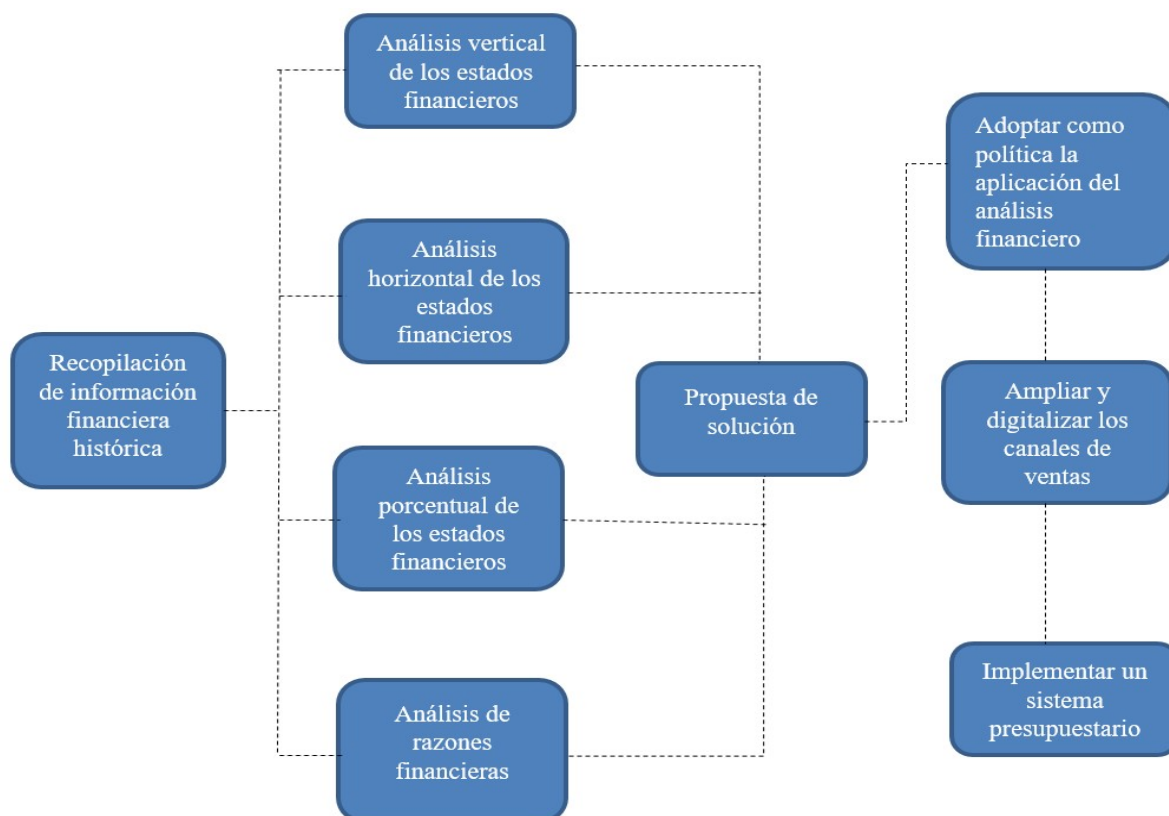 Recopilación
de información
financiera
histórica
Análisis vertical
de los estados
financieros
Análisis
horizontal de los
estados
financieros
Análisis
porcentual de
los estados
financieros
Análisis de
razones
financieras
Propuesta de
solución
Adoptar como
política la
aplicación del
análisis
financiero
Ampliar y
digitalizar los
canales de
ventas
Implementar un
sistema
presupuestario